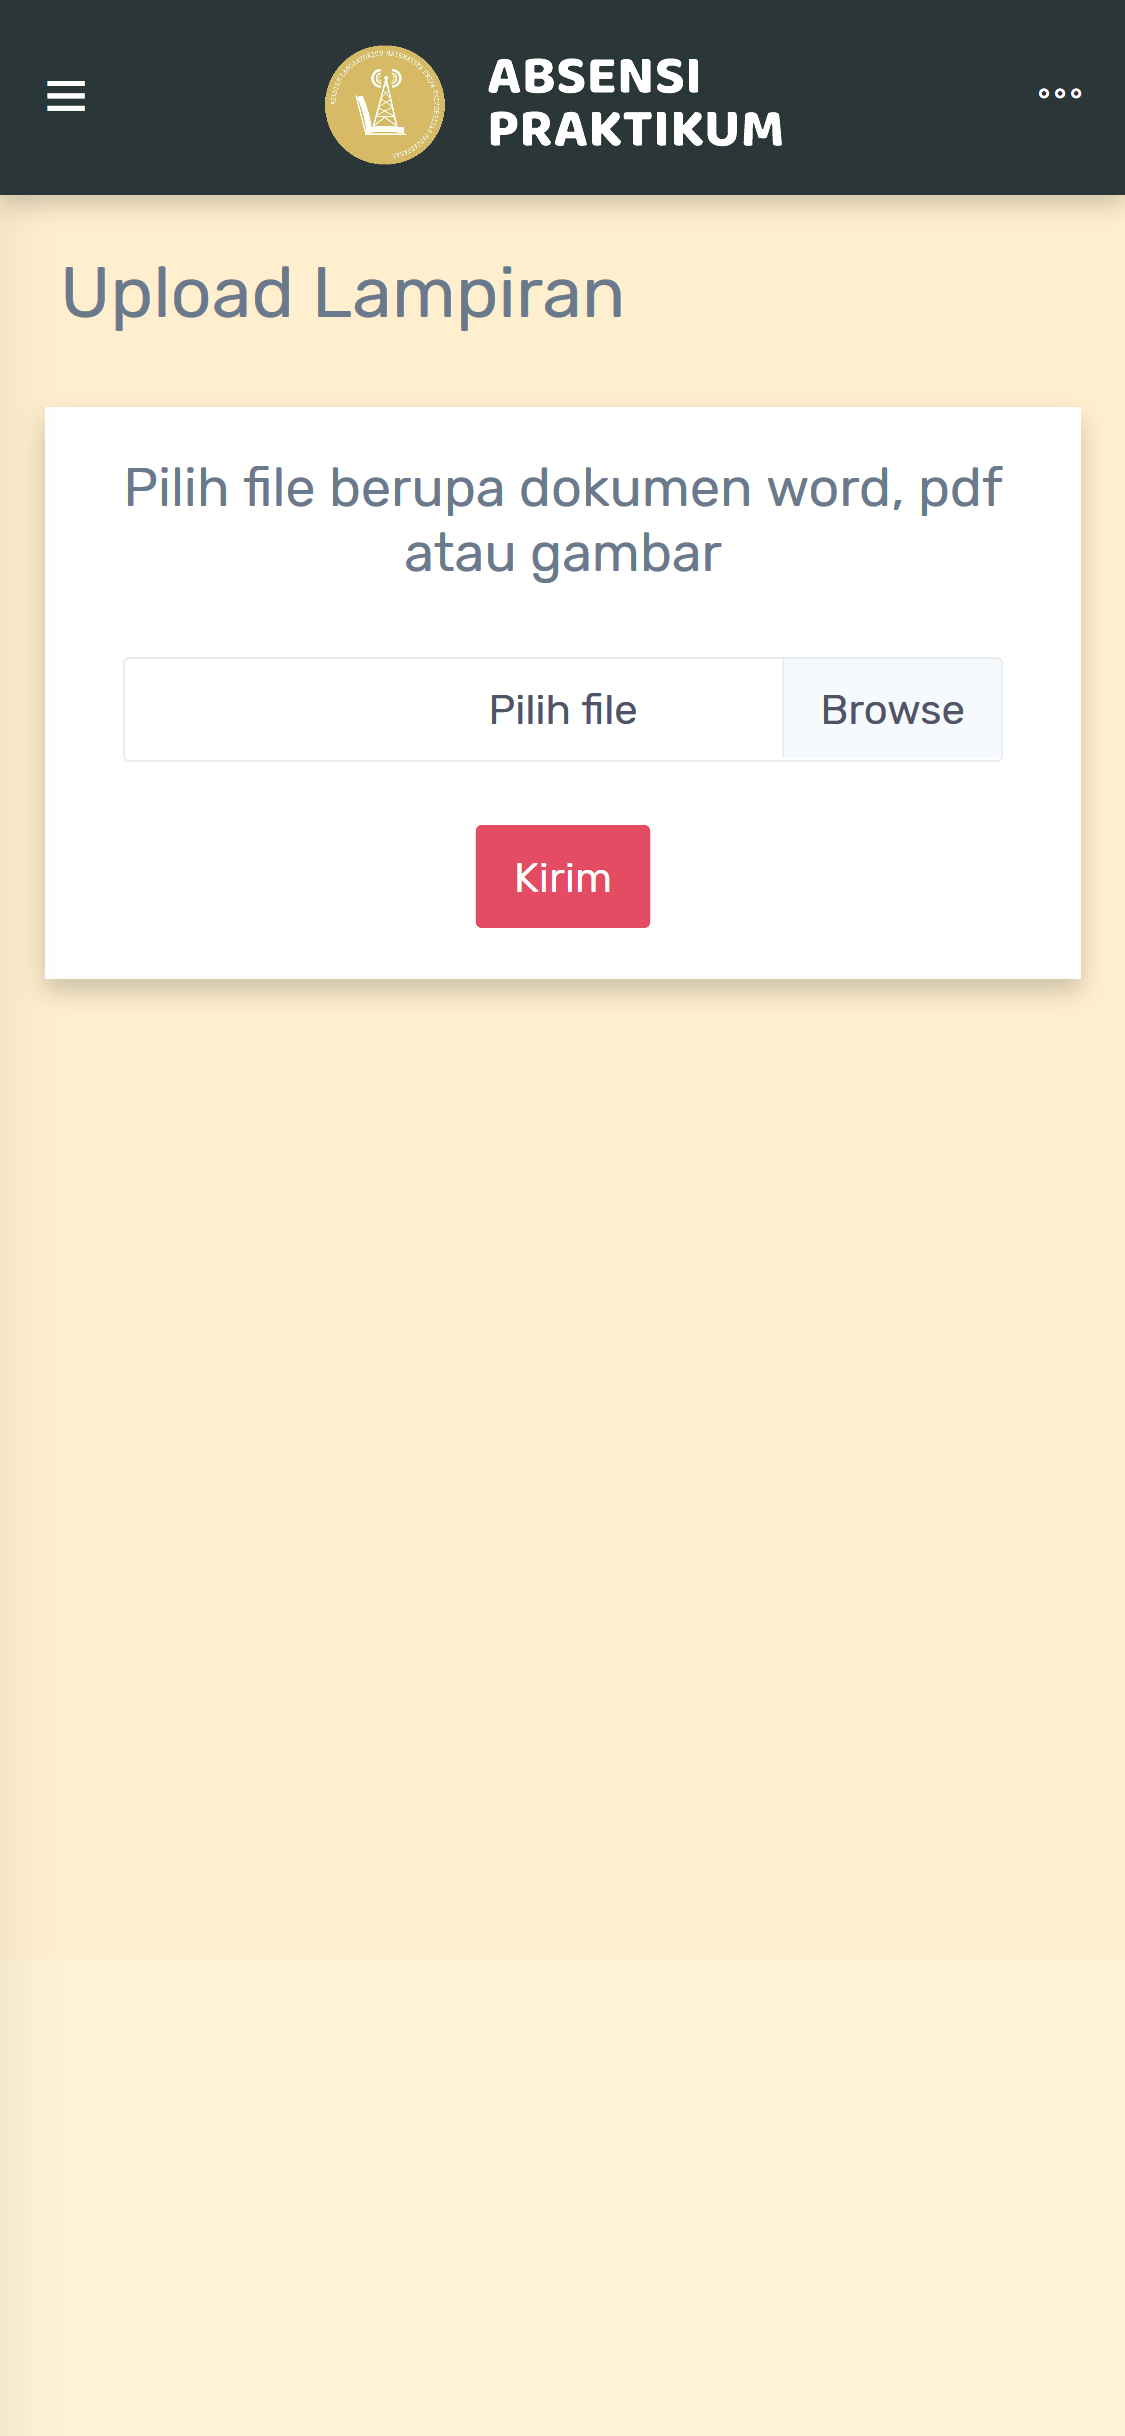 ABSENSI
PRAKTIKUM
Upload Lampiran
Pilih file berupa dokumen word, pdf
atau gambar
Pilih file
Browse
Kirim